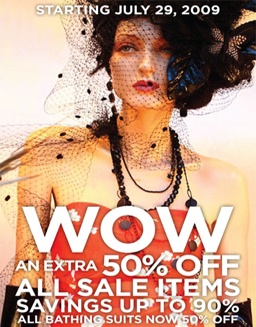 STARTING JULY 29, 2009
WOW
AN EXTRA 50% OFF
ALL SALE ITEMS
SAVINGS UP TO 90%
ALL BATHING SUITS NOW 50% OFF